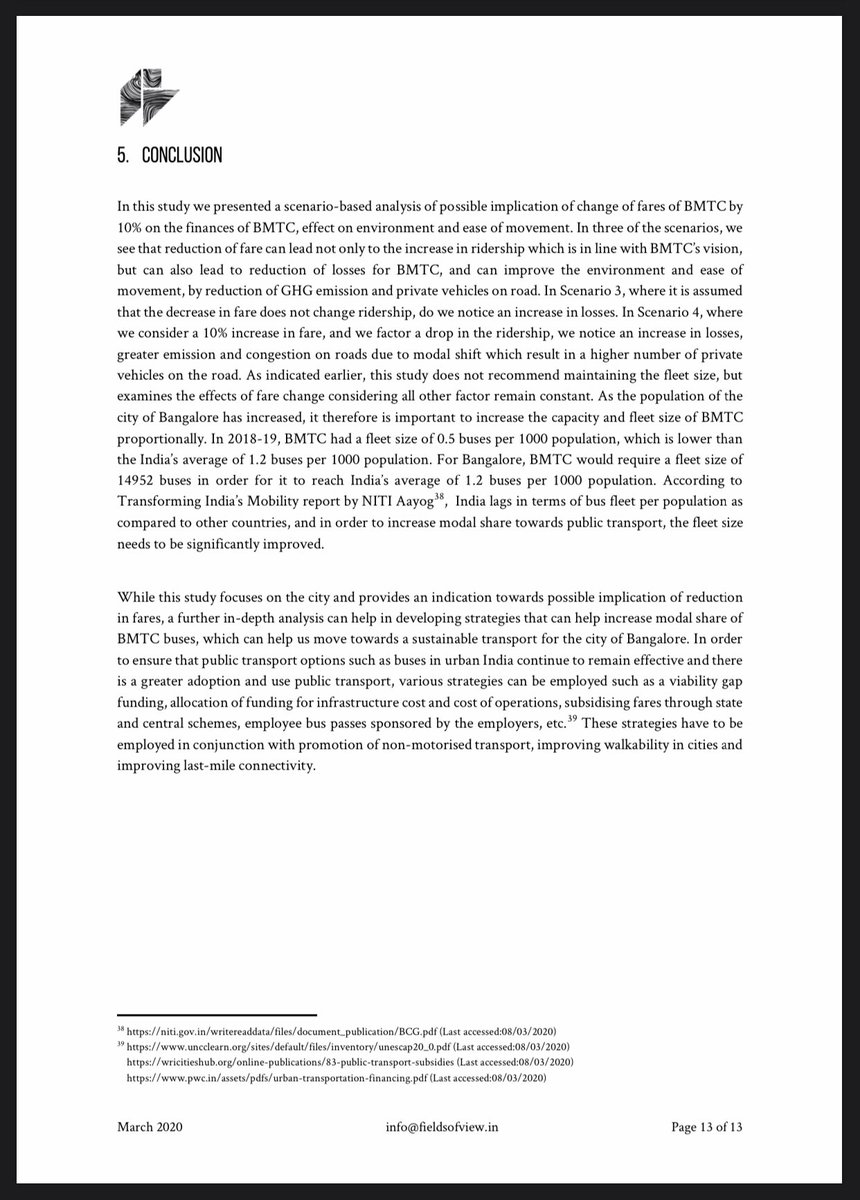 5. CONCLUSION
In this study we presented a scenario-based analysis of possible implication of change of fares of BMTC by
10% on the finances of BMTC, effect on environment and ease of movement. In three of the scenarios, we
see that reduction of fare can lead not only to the increase in ridership which is in line with BMTC's vision,
but can also lead to reduction of losses for BMTC, and can improve the environment and ease of
movement, by reduction of GHG emission and private vehicles on road. In Scenario 3, where it is assumed
that the decrease in fare does not change ridership, do we notice an increase in losses. In Scenario 4, where
we consider a 10% increase in fare, and we factor a drop in the ridership, we notice an increase in losses,
greater emission and congestion on roads due to modal shift which result in a higher number of private
vehicles on the road. As indicated earlier, this study does not recommend maintaining the fleet size, but
examines the effects of fare change considering all other factor remain constant. As the population of the
city of Bangalore has increased, it therefore is important to increase the capacity and fleet size of BMTC
proportionally. In 2018-19, BMTC had a fleet size of 0.5 buses per 1000 population, which is lower than
the India's average of 1.2 buses per 1000 population. For Bangalore, BMTC would require a fleet size of
14952 buses in order for it to reach India's average of 1.2 buses per 1000 population. According to
Transforming India's Mobility report by NITI Aayog³⁸, India lags in terms of bus fleet per population as
compared to other countries, and in order to increase modal share towards public transport, the fleet size
needs to be significantly improved.
While this study focuses on the city and provides an indication towards possible implication of reduction
in fares, a further in-depth analysis can help in developing strategies that can help increase modal share of
BMTC buses, which can help us move towards a sustainable transport for the city of Bangalore. In order
to ensure that public transport options such as buses in urban India continue to remain effective and there
is a greater adoption and use public transport, various strategies can be employed such as a viability gap
funding, allocation of funding for infrastructure cost and cost of operations, subsidising fares through state
and central schemes, employee bus passes sponsored by the employers, etc.³⁹ These strategies have to be
employed in conjunction with promotion of non-motorised transport, improving walkability in cities and
improving last-mile connectivity.
³⁸ https://niti.gov.in/writereaddata/files/document_publication/BCG.pdf (Last accessed:08/03/2020)
³⁹ https://www.uncclearn.org/sites/default/files/inventory/unescap20_0.pdf (Last accessed:08/03/2020)
https://wricitieshub.org/online-publications/83-public-transport-subsidies (Last accessed:08/03/2020)
https://www.pwc.in/assets/pdfs/urban-transportation-financing.pdf (Last accessed:08/03/2020)
March 2020 info@fieldsofview.in Page 13 of 13